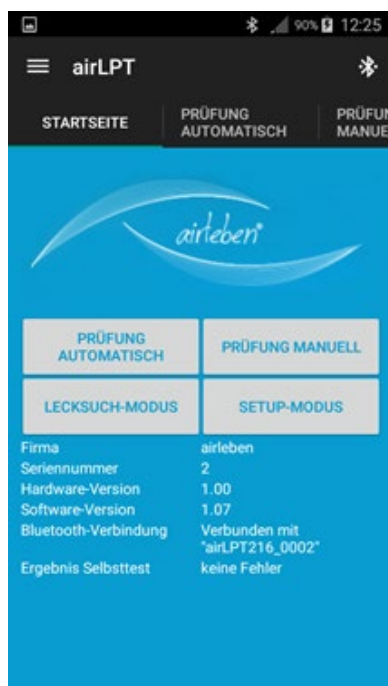 90% 12:25
airLPT
STARTSEITE
PRÜFUNG
AUTOMATISCH
PRÜFUN
MANUE
airleben®
PRÜFUNG
AUTOMATISCH
PRÜFUNG MANUELL
LECKSUCH-MODUS
SETUP-MODUS
Firma airleben
Seriennummer 2
Hardware-Version 1.00
Software-Version 1.07
Bluetooth-Verbindung Verbunden mit
"airLPT216_0002"
Ergebnis Selbsttest keine Fehler